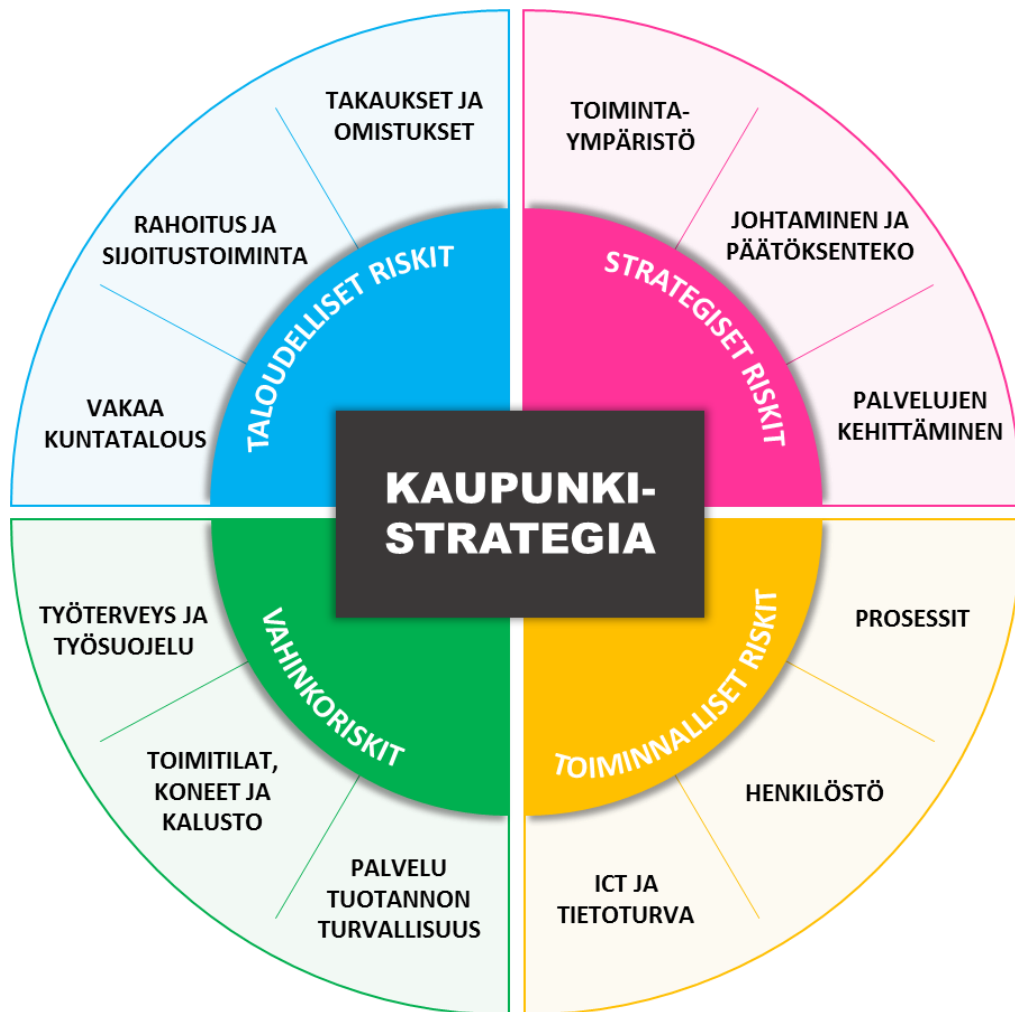 TAKAUKSET JA
OMISTUKSET
RAHOITUS JA
SIJOITUSTOIMINTA
VAKAA
KUNTATALOUS
TALOUDELLISET RISKIT
TOIMINTA-
YMPÄRISTÖ
JOHTAMINEN JA
PÄÄTÖKSENTEKO
PALVELUJEN
KEHITTÄMINEN
STRATEGISET RISKIT
KAUPUNKI-
STRATEGIA
TYÖTERVEYS JA
TYÖSUOJELU
TOIMITILAT,
KONEET JA
KALUSTO
PALVELU
TUOTANNON
TURVALLISUUS
VAHINKORISKIT
PROSESSIT
HENKILÖSTÖ
ICT JA
TIETOTURVA
TOIMINNALLISET RISKIT